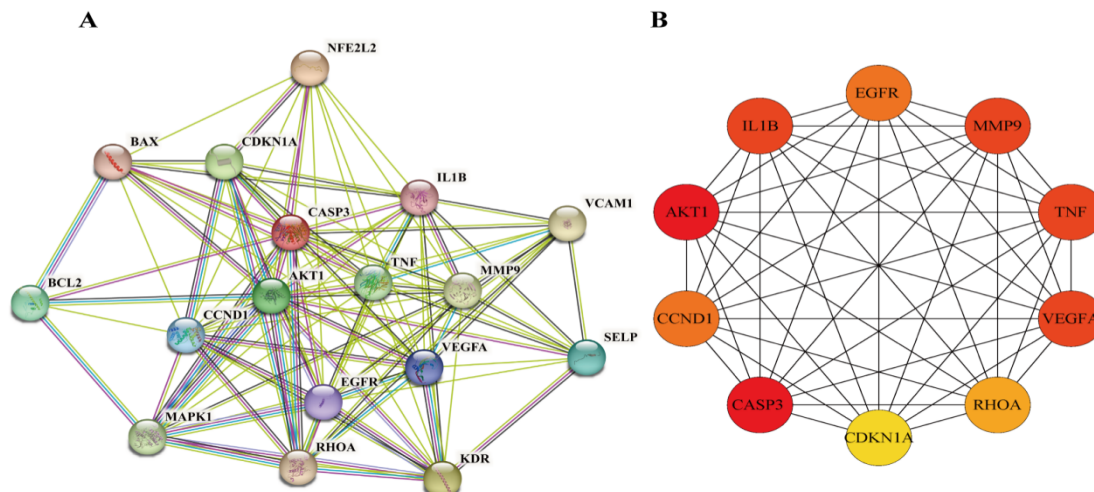 A
B
NFE2L2
BAX
CDKN1A
IL1B
VCAM1
CASP3
TNF
MMP9
AKT1
BCL2
CCND1
VEGFA
SELP
EGFR
MAPK1
RHOA
KDR
EGFR
IL1B
MMP9
AKT1
TNF
CCND1
VEGFA
CASP3
RHOA
CDKN1A